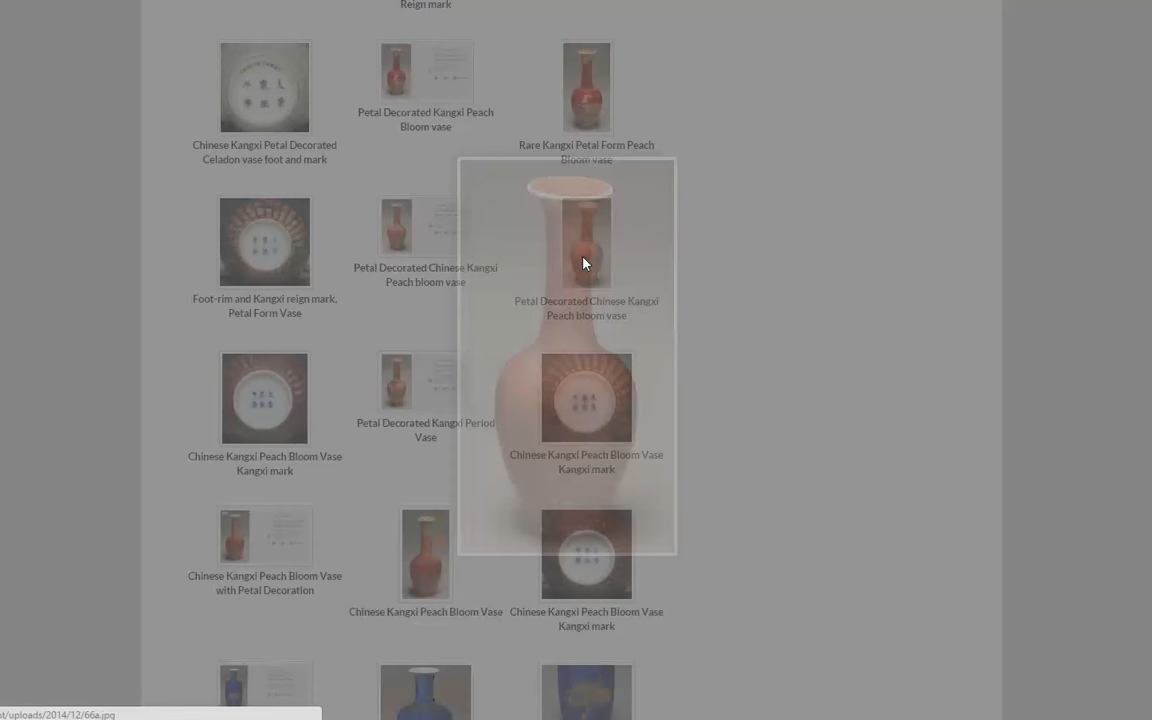 Reign mark
Chinese Kangxi Petal Decorated
Celadon vase foot and mark
Petal Decorated Kangxi Peach
Bloom vase
Rare Kangxi Petal Form Peach
Bloom vase
Foot-rim and Kangxi reign mark,
Petal Form Vase
Petal Decorated Chinese Kangxi
Peach bloom vase
Petal Decorated Chinese Kangxi
Peach bloom vase
Chinese Kangxi Peach Bloom Vase
Kangxi mark
Petal Decorated Kangxi Period
Vase
Chinese Kangxi Peach Bloom Vase
Kangxi mark
Chinese Kangxi Peach Bloom Vase
with Petal Decoration
Chinese Kangxi Peach Bloom Vase
Chinese Kangxi Peach Bloom Vase
Kangxi mark
nt/uploads/2014/12/66a.jpg